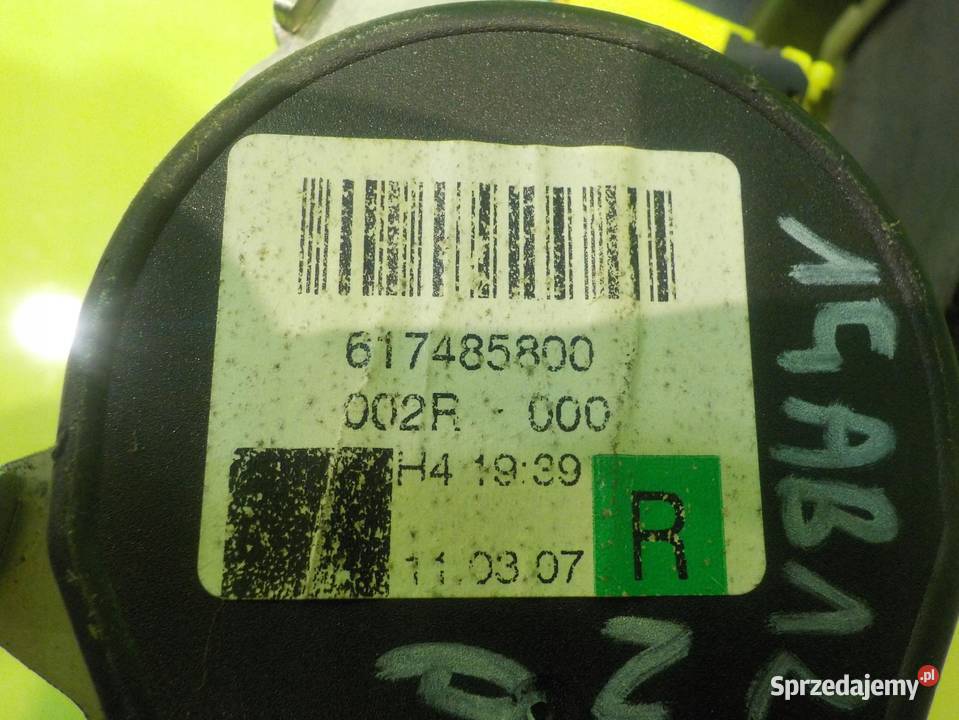 617485800
002R 000
H4 19:39
11.03.07
R
Sprzedajemy.pl